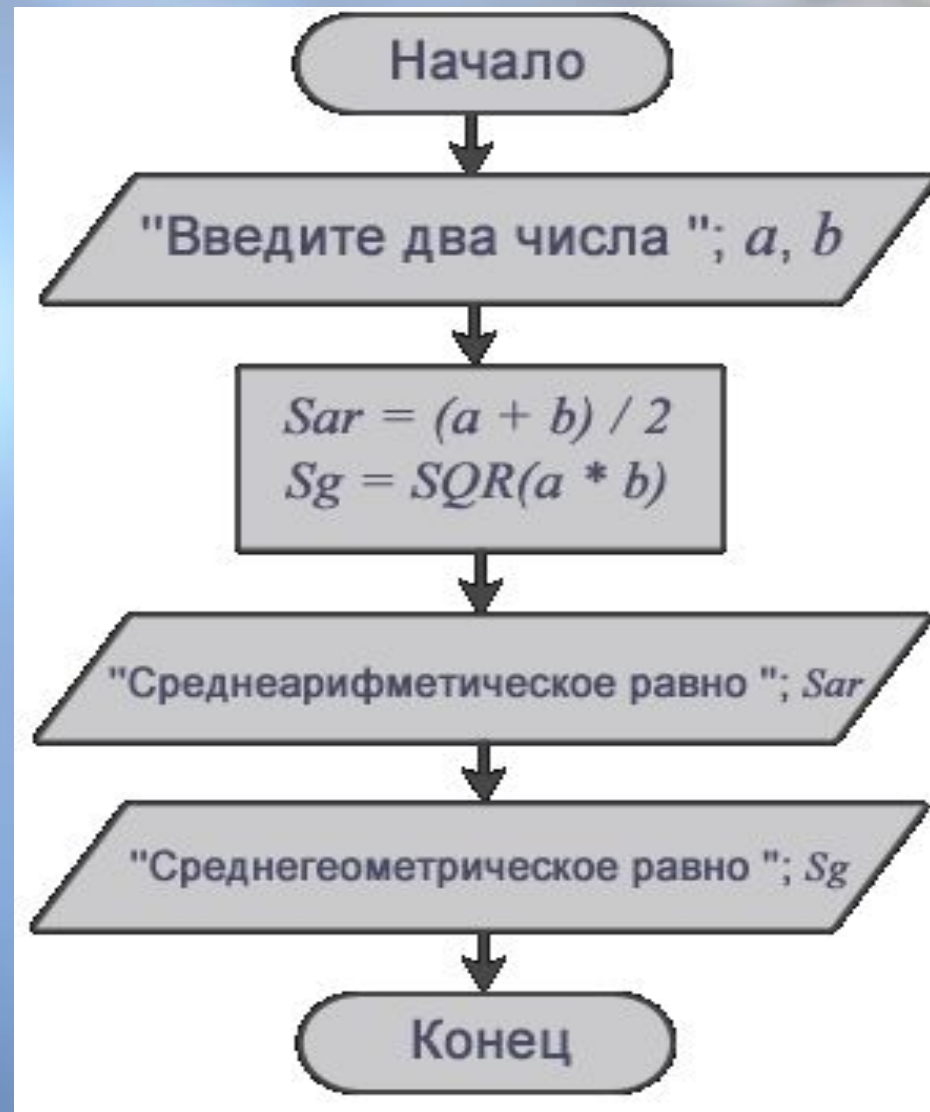 Начало
"Введите два числа "; a, b
Sar = (a + b) / 2
Sg = SQR(a * b)
"Среднеарифметическое равно "; Sar
"Среднегеометрическое равно "; Sg
Конец